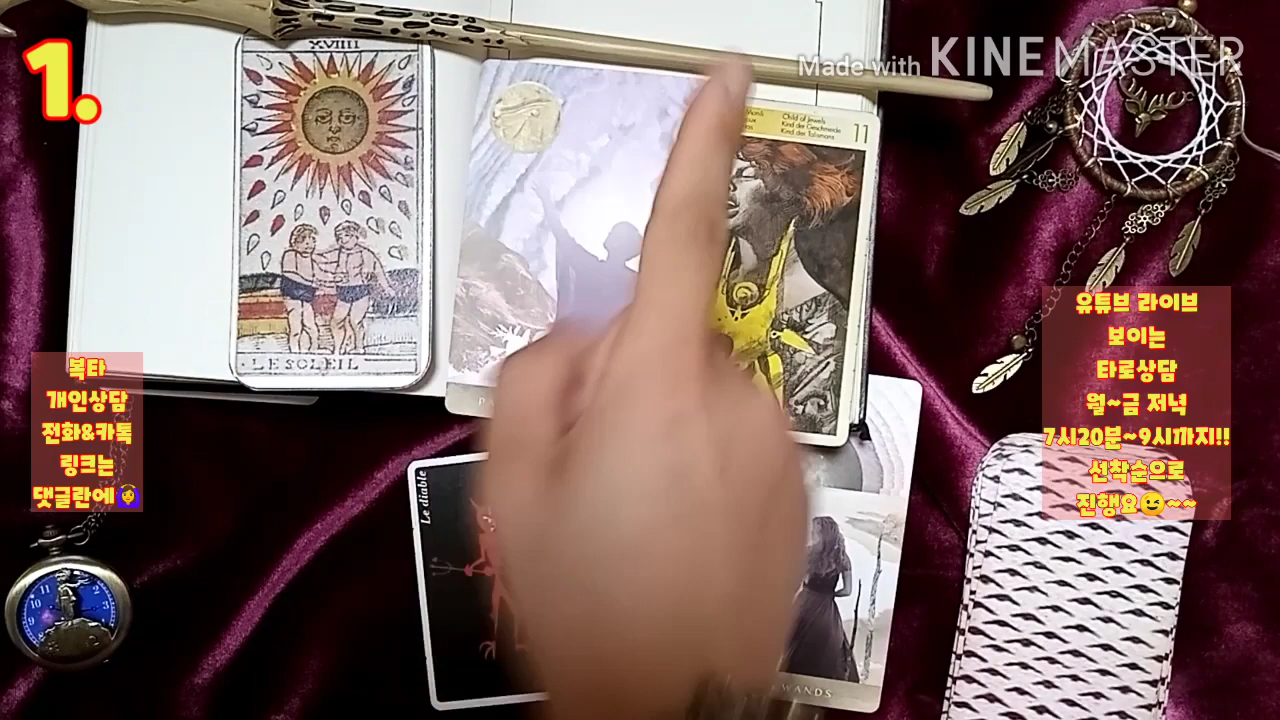 1.
Made with KINEMASTER
XVIIII
LE SOLEIL
Child of Jewels
Kind der Geschmeide
Kind der Talismans
11
P
Le diable
WANDS
복타
개인상담
전화&카톡
링크는
댓글란에🙆‍♀️
유튜브 라이브
보이는
타로상담
월~금 저녁
7시20분~9시까지!!
선착순으로
진행요😉~~